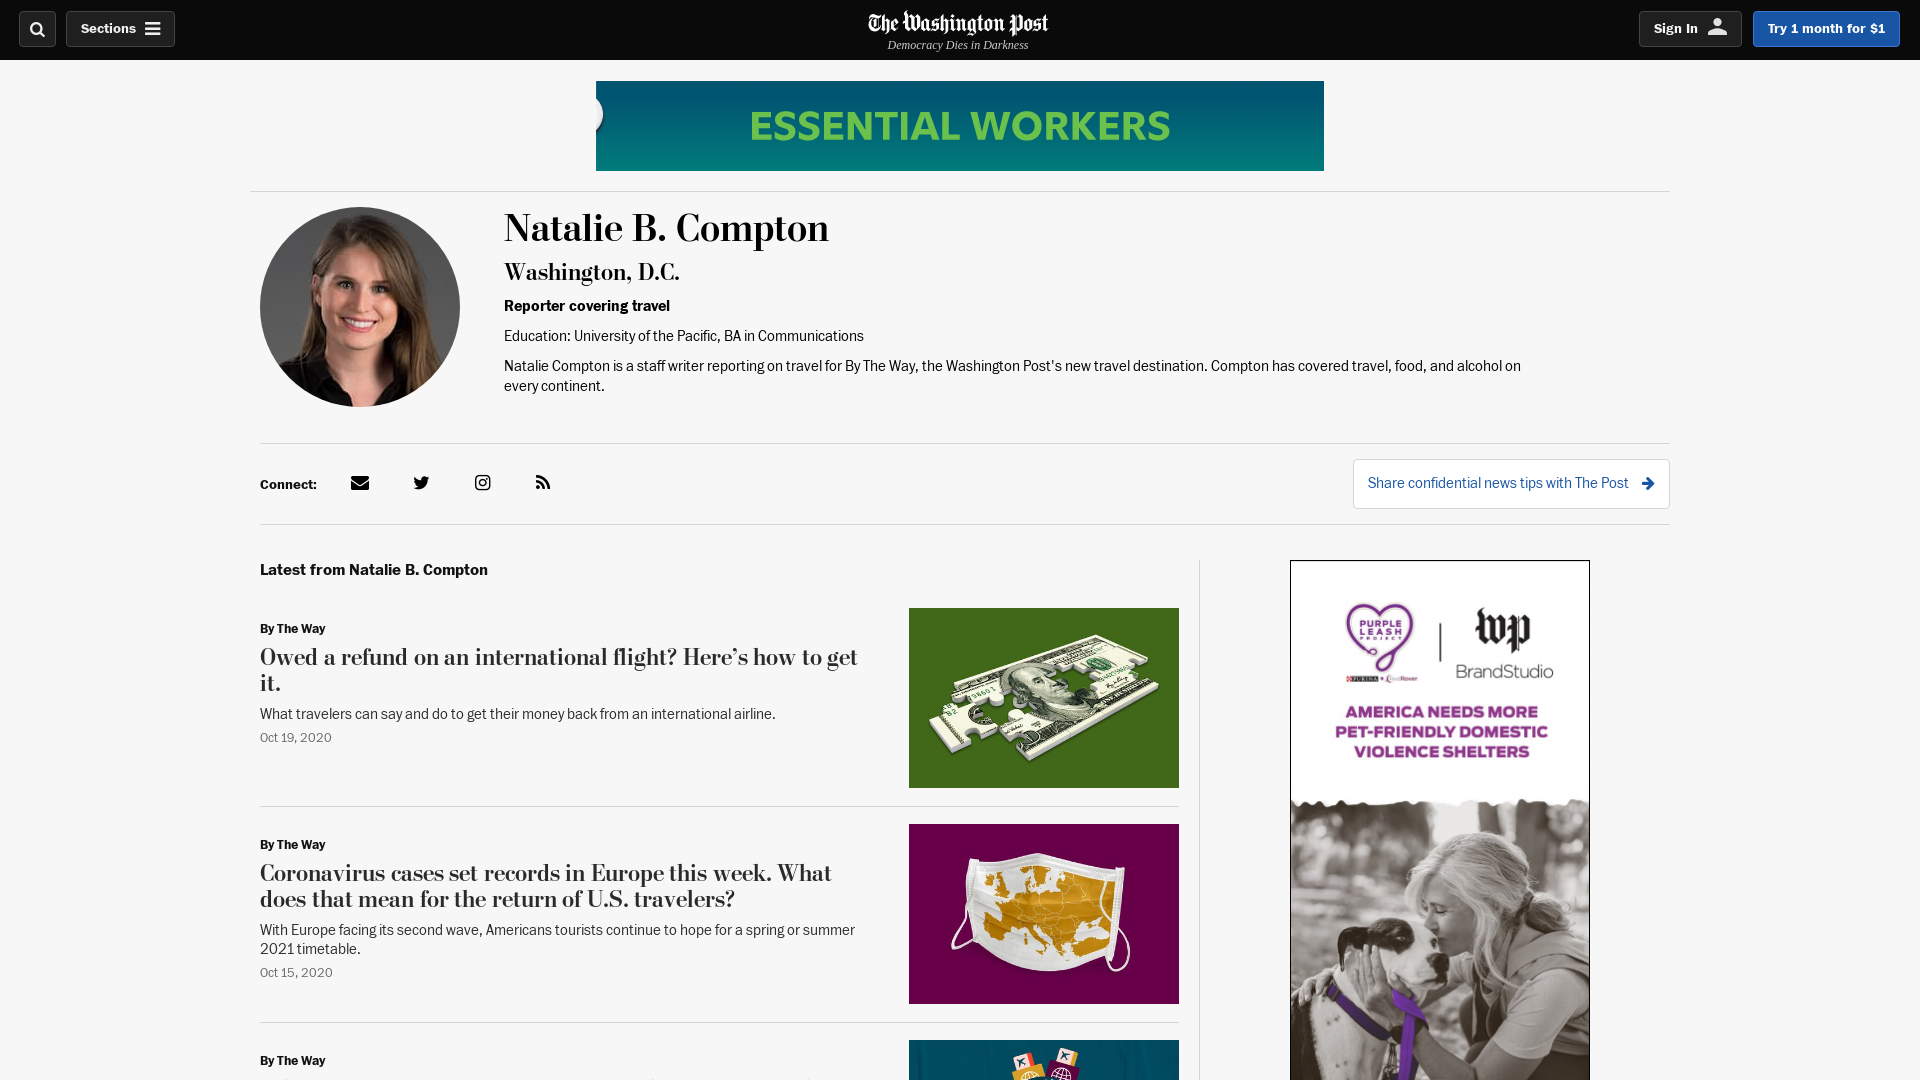 Sections
The Washington Post
Democracy Dies in Darkness
Sign In
Try 1 month for $1
ESSENTIAL WORKERS
Natalie B. Compton
Washington, D.C.
Reporter covering travel
Education: University of the Pacific, BA in Communications
Natalie Compton is a staff writer reporting on travel for By The Way, the Washington Post's new travel destination. Compton has covered travel, food, and alcohol on
every continent.
Connect:
Share confidential news tips with The Post
Latest from Natalie B. Compton
By The Way
Owed a refund on an international flight? Here’s how to get
it.
What travelers can say and do to get their money back from an international airline.
Oct 19, 2020
By The Way
Coronavirus cases set records in Europe this week. What
does that mean for the return of U.S. travelers?
With Europe facing its second wave, Americans tourists continue to hope for a spring or summer
2021 timetable.
Oct 15, 2020
By The Way
PURPLE
LEASH
PROJECT
PURINA
wp
BrandStudio
AMERICA NEEDS MORE
PET-FRIENDLY DOMESTIC
VIOLENCE SHELTERS